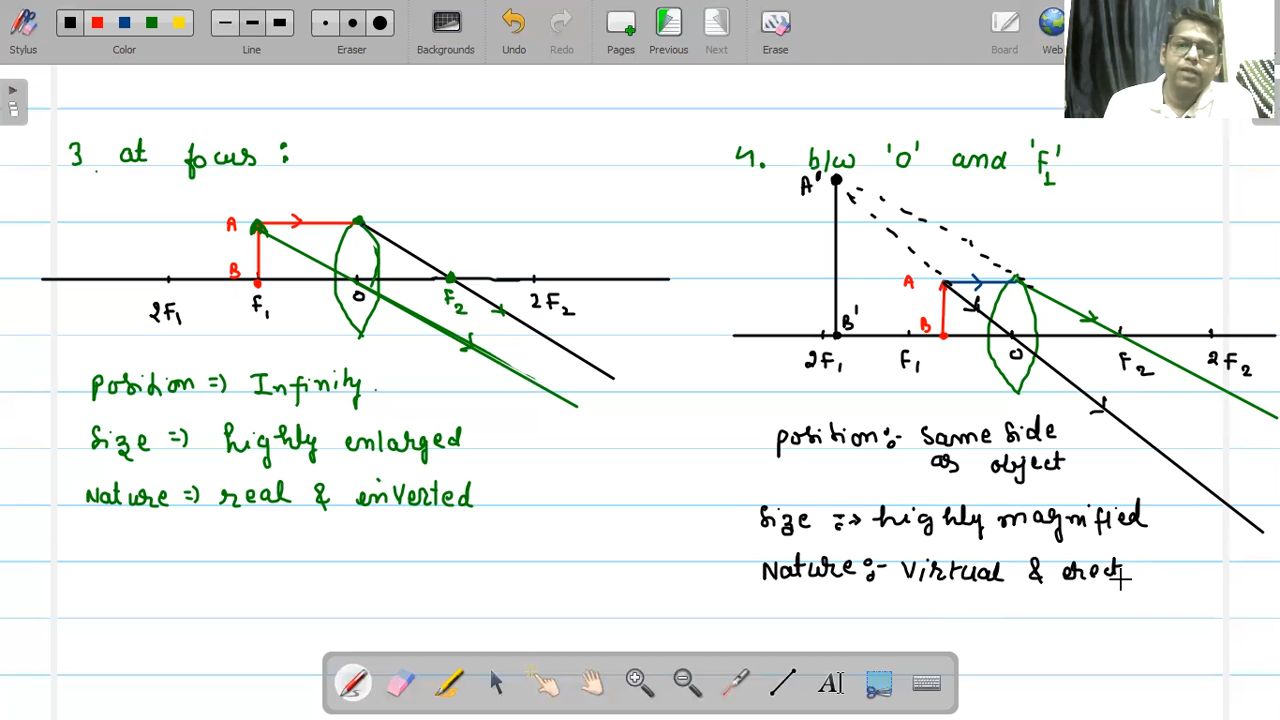 Stylus
Color
Line
Eraser
Backgrounds
Undo
Redo
Pages
Previous
Next
Erase
Board
Web
3 at focus :
A
B
2F1
F1
O
F2
2F2
Position => Infinity
Size => highly enlarged
Nature => real & inverted
4. b/w 'O' and 'F1'
A'
A
B
B'
2F1
F1
O
F2
2F2
position :- Same Side
as object
Size => highly magnified
Nature :- Virtual & erect
A